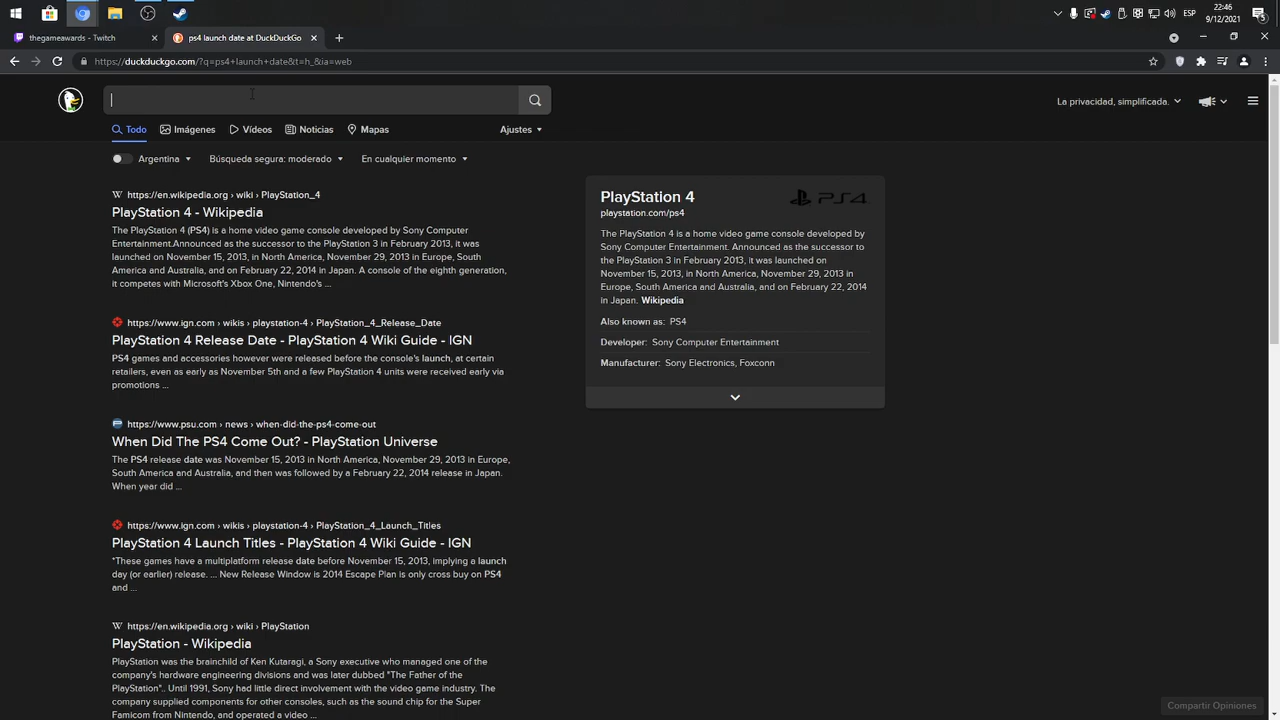 22:46
ESP
9/12/2021
thegameawards - Twitch
ps4 launch date at DuckDuckGo
https://duckduckgo.com/?q=ps4+launch+date&t=h_&ia=web
La privacidad, simplificada.
Todo
Imágenes
Vídeos
Noticias
Mapas
Ajustes
Argentina
Búsqueda segura: moderado
En cualquier momento
https://en.wikipedia.org › wiki › PlayStation_4
PlayStation 4 - Wikipedia
The PlayStation 4 (PS4) is a home video game console developed by Sony Computer
Entertainment.Announced as the successor to the PlayStation 3 in February 2013, it was
launched on November 15, 2013, in North America, November 29, 2013 in Europe, South
America and Australia, and on February 22, 2014 in Japan. A console of the eighth generation,
it competes with Microsoft's Xbox One, Nintendo's ...
https://www.ign.com › wikis › playstation-4 › PlayStation_4_Release_Date
PlayStation 4 Release Date - PlayStation 4 Wiki Guide - IGN
PS4 games and accessories however were released before the console's launch, at certain
retailers, even as early as November 5th and a few PlayStation 4 units were received early via
promotions ...
https://www.psu.com › news › when-did-the-ps4-come-out
When Did The PS4 Come Out? - PlayStation Universe
The PS4 release date was November 15, 2013 in North America, November 29, 2013 in Europe,
South America and Australia, and then was followed by a February 22, 2014 release in Japan.
When year did ...
https://www.ign.com › wikis › playstation-4 › PlayStation_4_Launch_Titles
PlayStation 4 Launch Titles - PlayStation 4 Wiki Guide - IGN
*These games have a multiplatform release date before November 15, 2013, implying a launch
day (or earlier) release. ... New Release Window is 2014 Escape Plan is only cross buy on PS4
and ...
https://en.wikipedia.org › wiki › PlayStation
PlayStation - Wikipedia
PlayStation was the brainchild of Ken Kutaragi, a Sony executive who managed one of the
company's hardware engineering divisions and was later dubbed "The Father of the
PlayStation".. Until 1991, Sony had little direct involvement with the video game industry. The
company supplied components for other consoles, such as the sound chip for the Super
Famicom from Nintendo, and operated a video ...
PlayStation 4
PS4
playstation.com/ps4
The PlayStation 4 is a home video game console developed by
Sony Computer Entertainment. Announced as the successor to
the PlayStation 3 in February 2013, it was launched on
November 15, 2013, in North America, November 29, 2013 in
Europe, South America and Australia, and on February 22, 2014
in Japan. Wikipedia
Also known as: PS4
Developer: Sony Computer Entertainment
Manufacturer: Sony Electronics, Foxconn
Compartir Opiniones